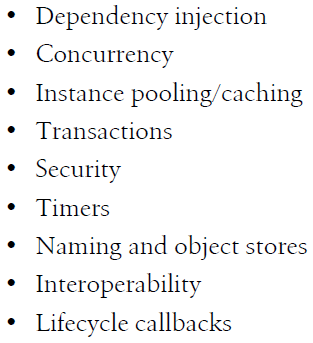 • Dependency injection
• Concurrency
• Instance pooling/caching
• Transactions
• Security
• Timers
• Naming and object stores
• Interoperability
• Lifecycle callbacks